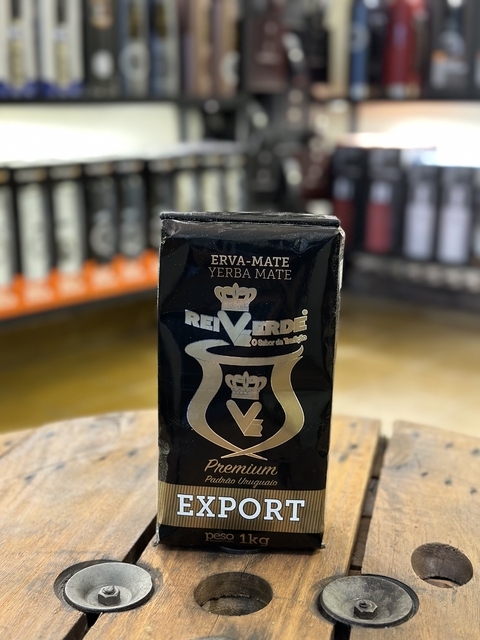 ERVA-MATE
YERBA MATE
REI VERDE®
O Sabor da Tradição
Premium
Padrão Uruguaio
EXPORT
peso 1kg